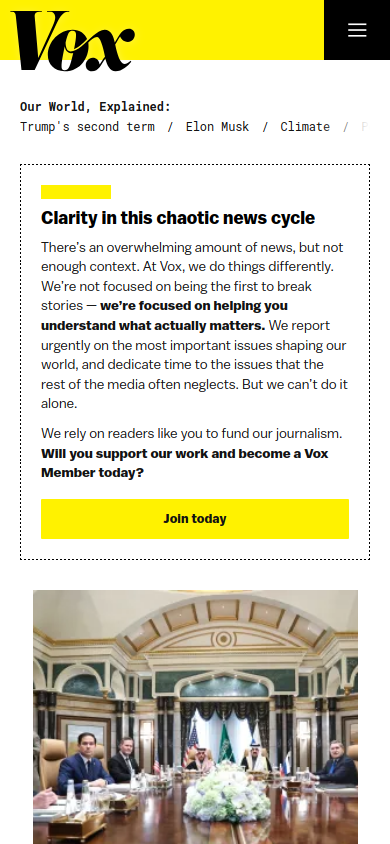 Vox
Our World, Explained:
Trump's second term / Elon Musk / Climate /
Clarity in this chaotic news cycle
There's an overwhelming amount of news, but not
enough context. At Vox, we do things differently.
We're not focused on being the first to break
stories — we're focused on helping you
understand what actually matters. We report
urgently on the most important issues shaping our
world, and dedicate time to the issues that the
rest of the media often neglects. But we can't do it
alone.
We rely on readers like you to fund our journalism.
Will you support our work and become a Vox
Member today?
Join today